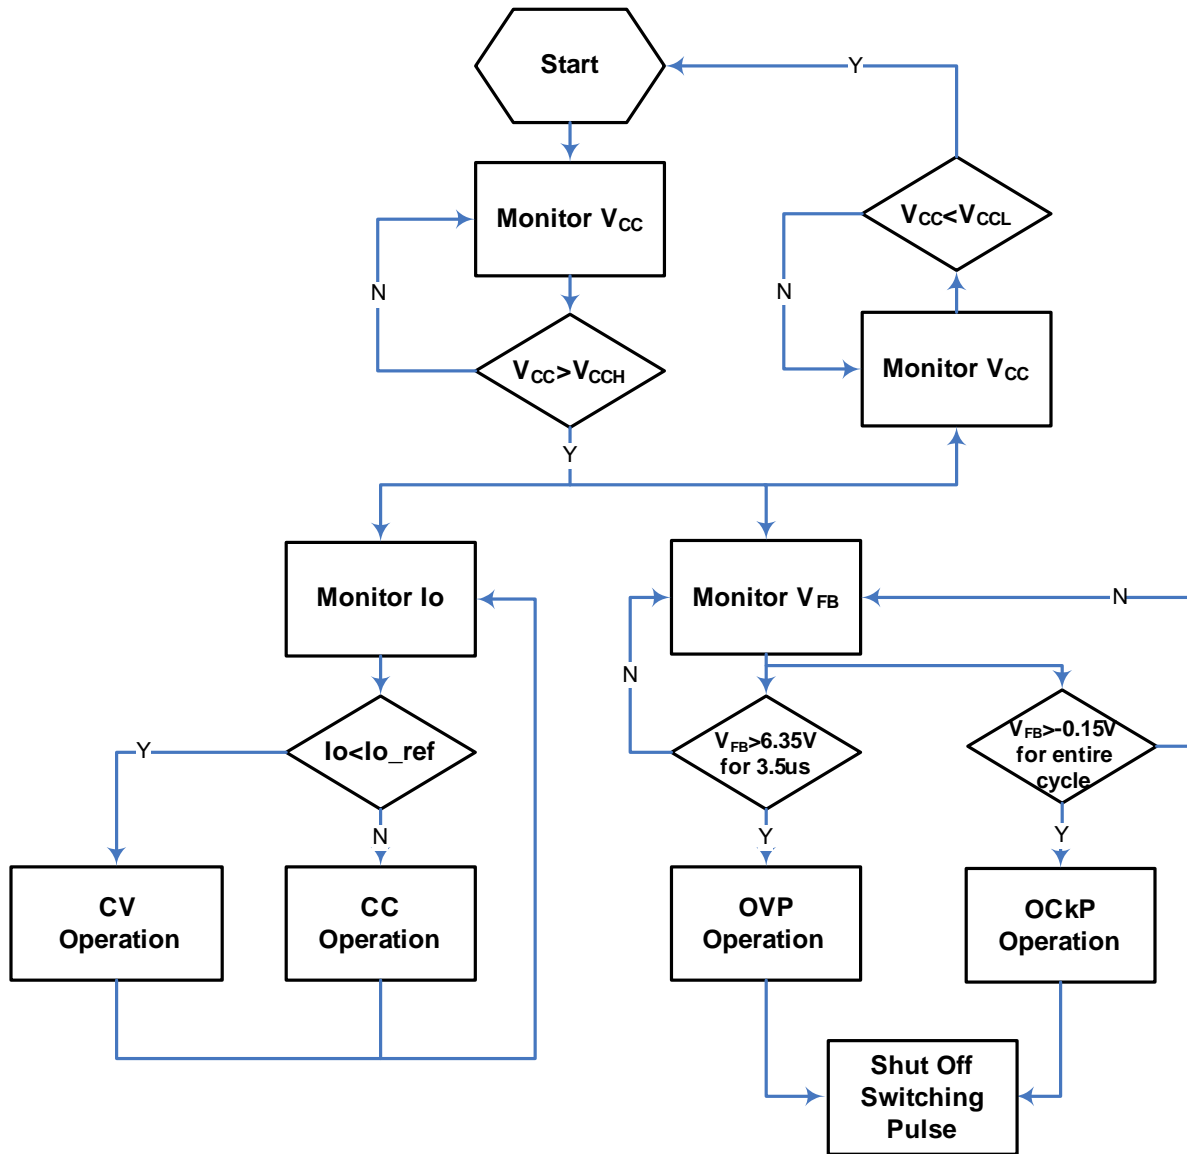 Start
Y
Monitor VCC
VCC<VCCL
N
N
VCC>VCCH
Monitor VCC
Y
Monitor Io
Monitor VFB
N
N
Io<Io_ref
Y
VFB>6.35V
for 3.5us
VFB>-0.15V
for entire
cycle
N
Y
Y
CV
Operation
CC
Operation
OVP
Operation
OCkP
Operation
Shut Off
Switching
Pulse